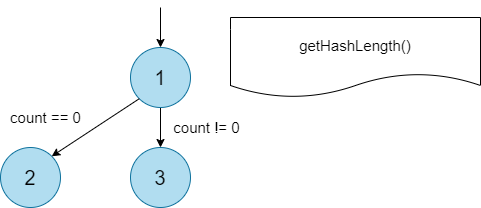 getHashLength()
1
count == 0
count != 0
2
3